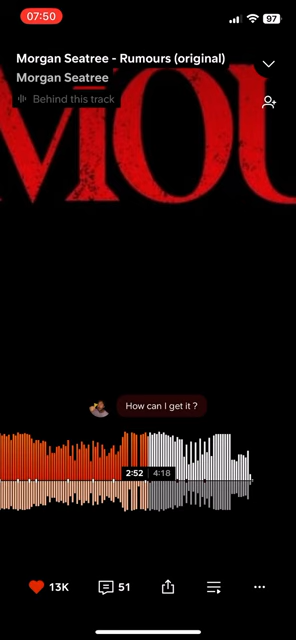 07:50
97
Morgan Seatree - Rumours (original)
Morgan Seatree
Behind this track
MOU
How can I get it ?
2:52 4:18
13K
51